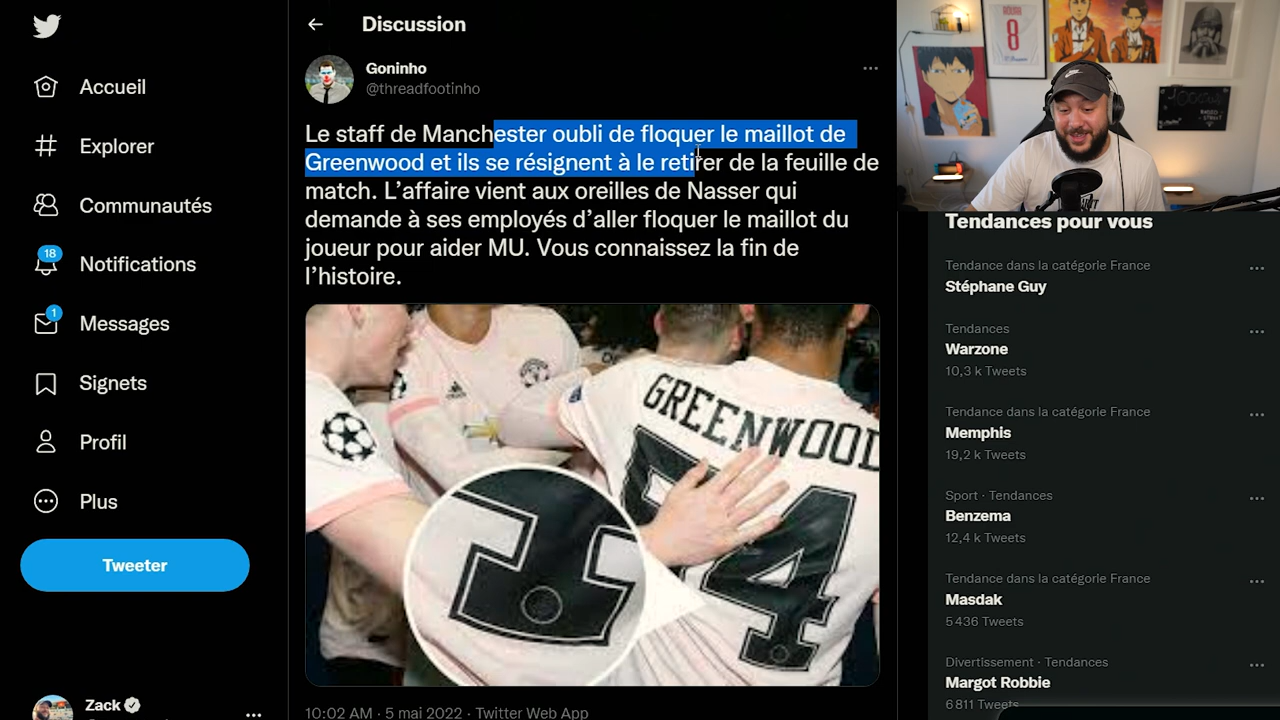 Discussion
Goninho
@threadfootinho
Le staff de Manchester oubli de floquer le maillot de
Greenwood et ils se résignent à le retirer de la feuille de
match. L’affaire vient aux oreilles de Nasser qui
demande à ses employés d’aller floquer le maillot du
joueur pour aider MU. Vous connaissez la fin de
l’histoire.
GREENWOOD
54
10:02 AM · 5 mai 2022 · Twitter Web App
Accueil
Explorer
Communautés
18
Notifications
1
Messages
Signets
Profil
Plus
Tweeter
Zack
8
Tendances pour vous
Tendance dans la catégorie France
Stéphane Guy
Tendances
Warzone
10,3 k Tweets
Tendance dans la catégorie France
Memphis
19,2 k Tweets
Sport · Tendances
Benzema
12,4 k Tweets
Tendance dans la catégorie France
Masdak
5 436 Tweets
Divertissement · Tendances
Margot Robbie
6 811 Tweets